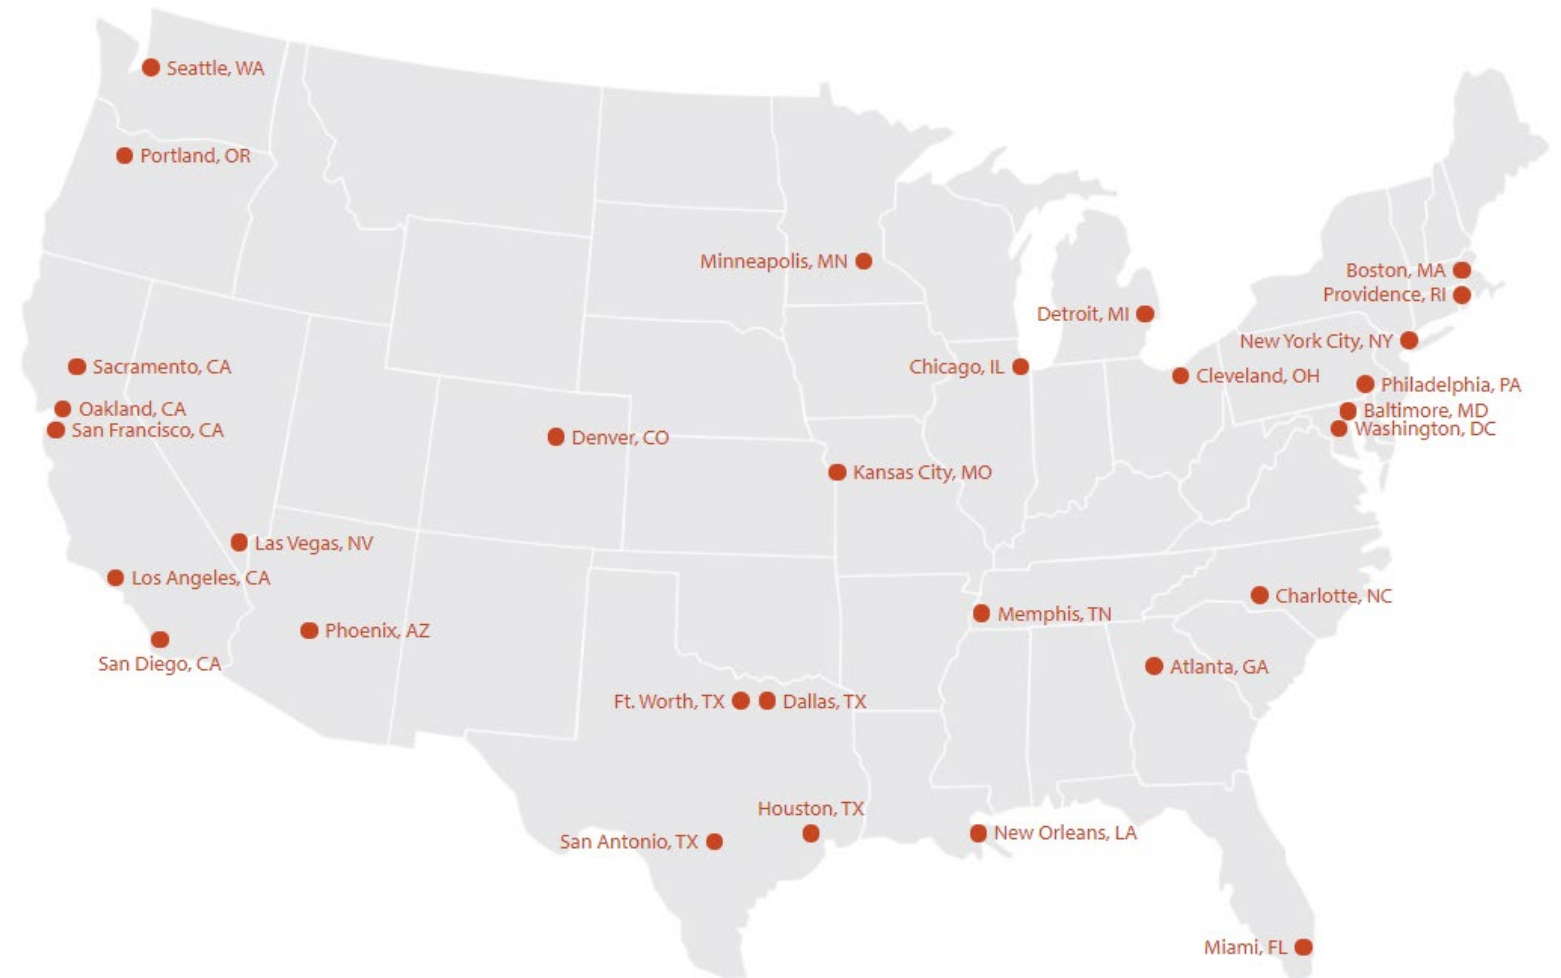 Seattle, WA
Portland, OR
Minneapolis, MN
Boston, MA
Providence, RI
Detroit, MI
New York City, NY
Sacramento, CA
Chicago, IL
Cleveland, OH
Philadelphia, PA
Oakland, CA
Baltimore, MD
San Francisco, CA
Washington, DC
Denver, CO
Kansas City, MO
Las Vegas, NV
Los Angeles, CA
Charlotte, NC
Memphis, TN
Phoenix, AZ
San Diego, CA
Atlanta, GA
Ft. Worth, TX
Dallas, TX
Houston, TX
New Orleans, LA
San Antonio, TX
Miami, FL